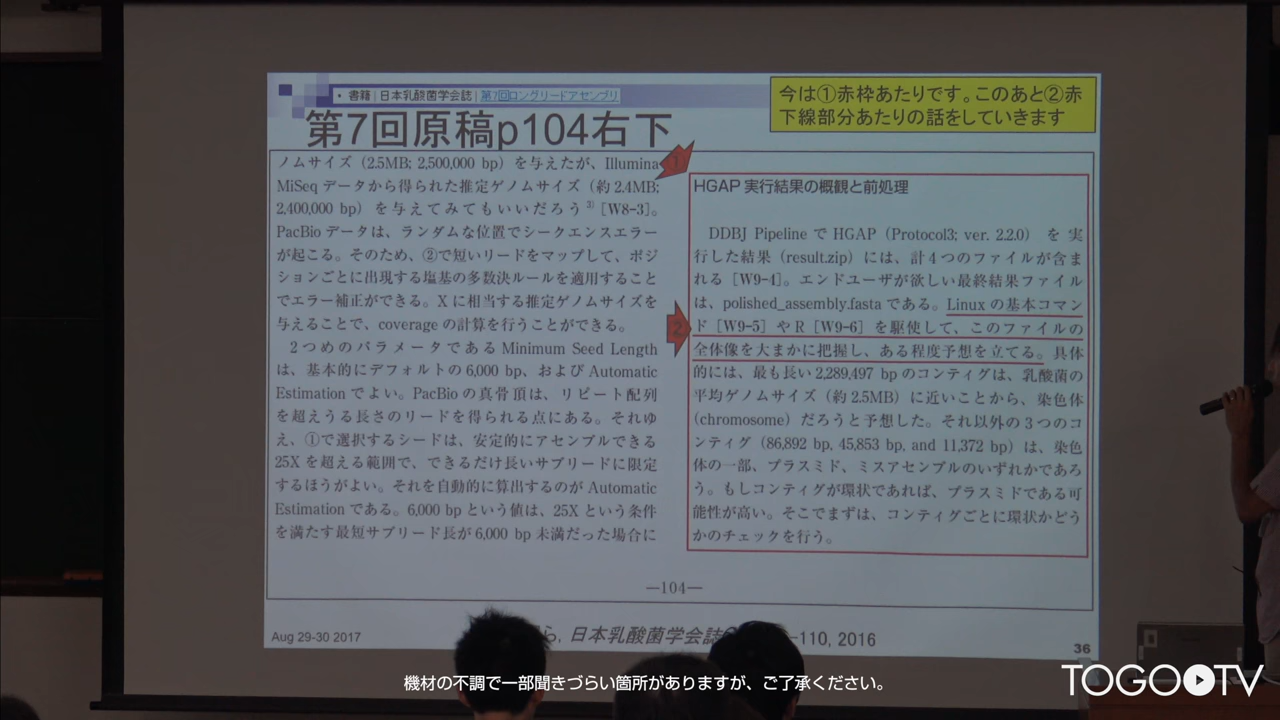 ・書籍 | 日本乳酸菌学会誌 | 第7回ロングリードアセンブリ
今は①赤枠あたりです。このあと②赤
下線部分あたりの話をしていきます
第7回原稿p104右下
ノムサイズ（2.5MB; 2,500,000 bp）を与えたが、Illumina
MiSeq データから得られた推定ゲノムサイズ（約2.4MB;
2,400,000 bp）を与えてみてもいいだろう3)［W8-3］。
PacBio データは、ランダムな位置でシークエンスエラー
が起こる。そのため、②で短いリードをマップして、ポジ
ションごとに出現する塩基の多数決ルールを適用すること
でエラー補正ができる。Xに相当する推定ゲノムサイズを
与えることで、coverage の計算を行うことができる。
2つめのパラメータである Minimum Seed Length
は、基本的にデフォルトの 6,000 bp、および Automatic
Estimation でよい。PacBio の真骨頂は、リピート配列
を超えうる長さのリードを得られる点にある。それゆ
え、①で選択するシードは、安定的にアセンブルできる
25X を超える範囲で、できるだけ長いサブリードに限定
するほうがよい。それを自動的に算出するのが Automatic
Estimation である。6,000 bp という値は、25X という条件
を満たす最短サブリード長が 6,000 bp 未満だった場合に
①
HGAP 実行結果の概観と前処理
DDBJ Pipeline で HGAP（Protocol3; ver. 2.2.0）を実
行した結果（result.zip）には、計4つのファイルが含ま
れる［W9-4］。エンドユーザが欲しい最終結果ファイル
は、polished_assembly.fasta である。Linux の基本コマン
②
ド［W9-5］や R［W9-6］を駆使して、このファイルの
全体像を大まかに把握し、ある程度予想を立てる。具体
的には、最も長い 2,289,497 bp のコンティグは、乳酸菌の
平均ゲノムサイズ（約2.5MB）に近いことから、染色体
(chromosome) だろうと予想した。それ以外の3つのコ
ンティグ（86,892 bp, 45,853 bp, and 11,372 bp）は、染色
体の一部、プラスミド、ミスアセンブルのいずれかであろ
う。もしコンティグが環状であれば、プラスミドである可
能性が高い。そこでまずは、コンティグごとに環状かどう
かのチェックを行う。
—104—
Aug 29-30 2017
ら, 日本乳酸菌学会誌
–110, 2016
36
機材の不調で一部聞きづらい箇所がありますが、ご了承ください。
TOGO TV